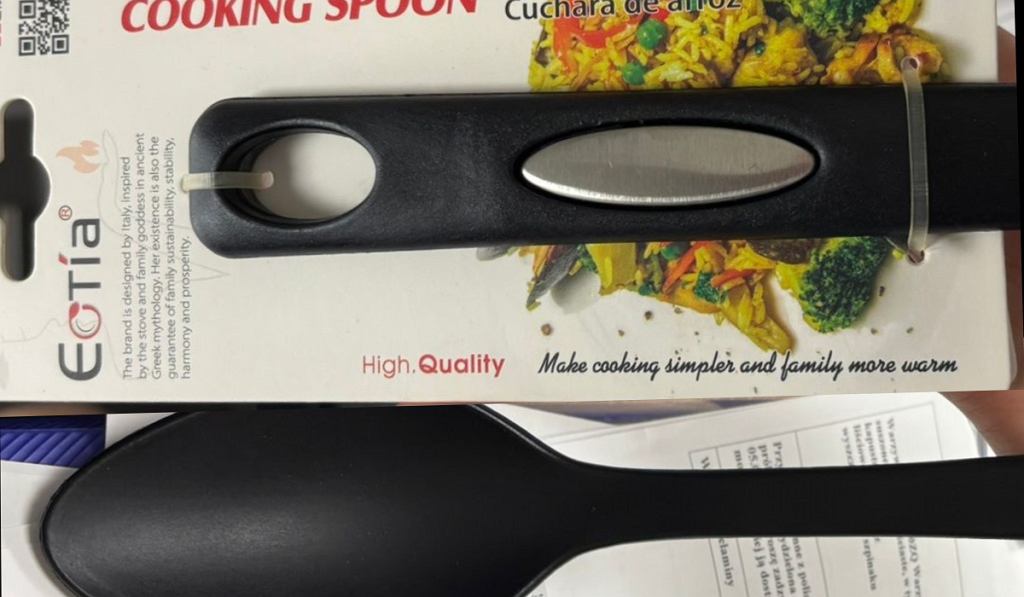 COOKING SPOON
Cuchara de arroz
EOTía®
The brand is designed by Italy, inspired
by the stove and family goddess in ancient
Greek mythology. Her existence is also the
guarantee of family sustainability, stability,
harmony and prosperity.
High.Quality
Make cooking simpler and family more warm
szpinaku